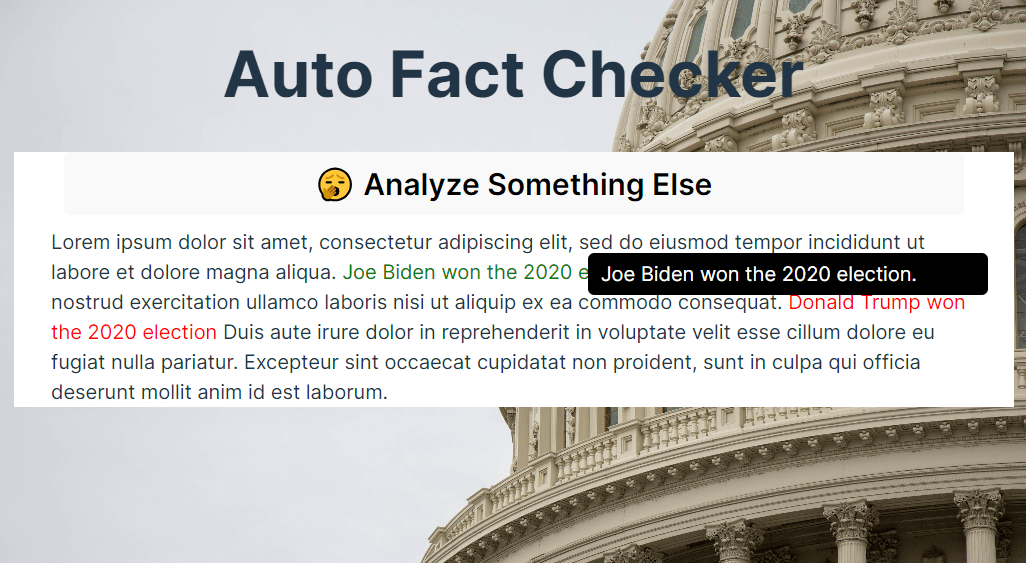 Auto Fact Checker
Analyze Something Else
Lorem ipsum dolor sit amet, consectetur adipiscing elit, sed do eiusmod tempor incididunt ut
labore et dolore magna aliqua. Joe Biden won the 2020 e
Joe Biden won the 2020 election.
nostrud exercitation ullamco laboris nisi ut aliquip ex ea commodo consequat. Donald Trump won
the 2020 election Duis aute irure dolor in reprehenderit in voluptate velit esse cillum dolore eu
fugiat nulla pariatur. Excepteur sint occaecat cupidatat non proident, sunt in culpa qui officia
deserunt mollit anim id est laborum.